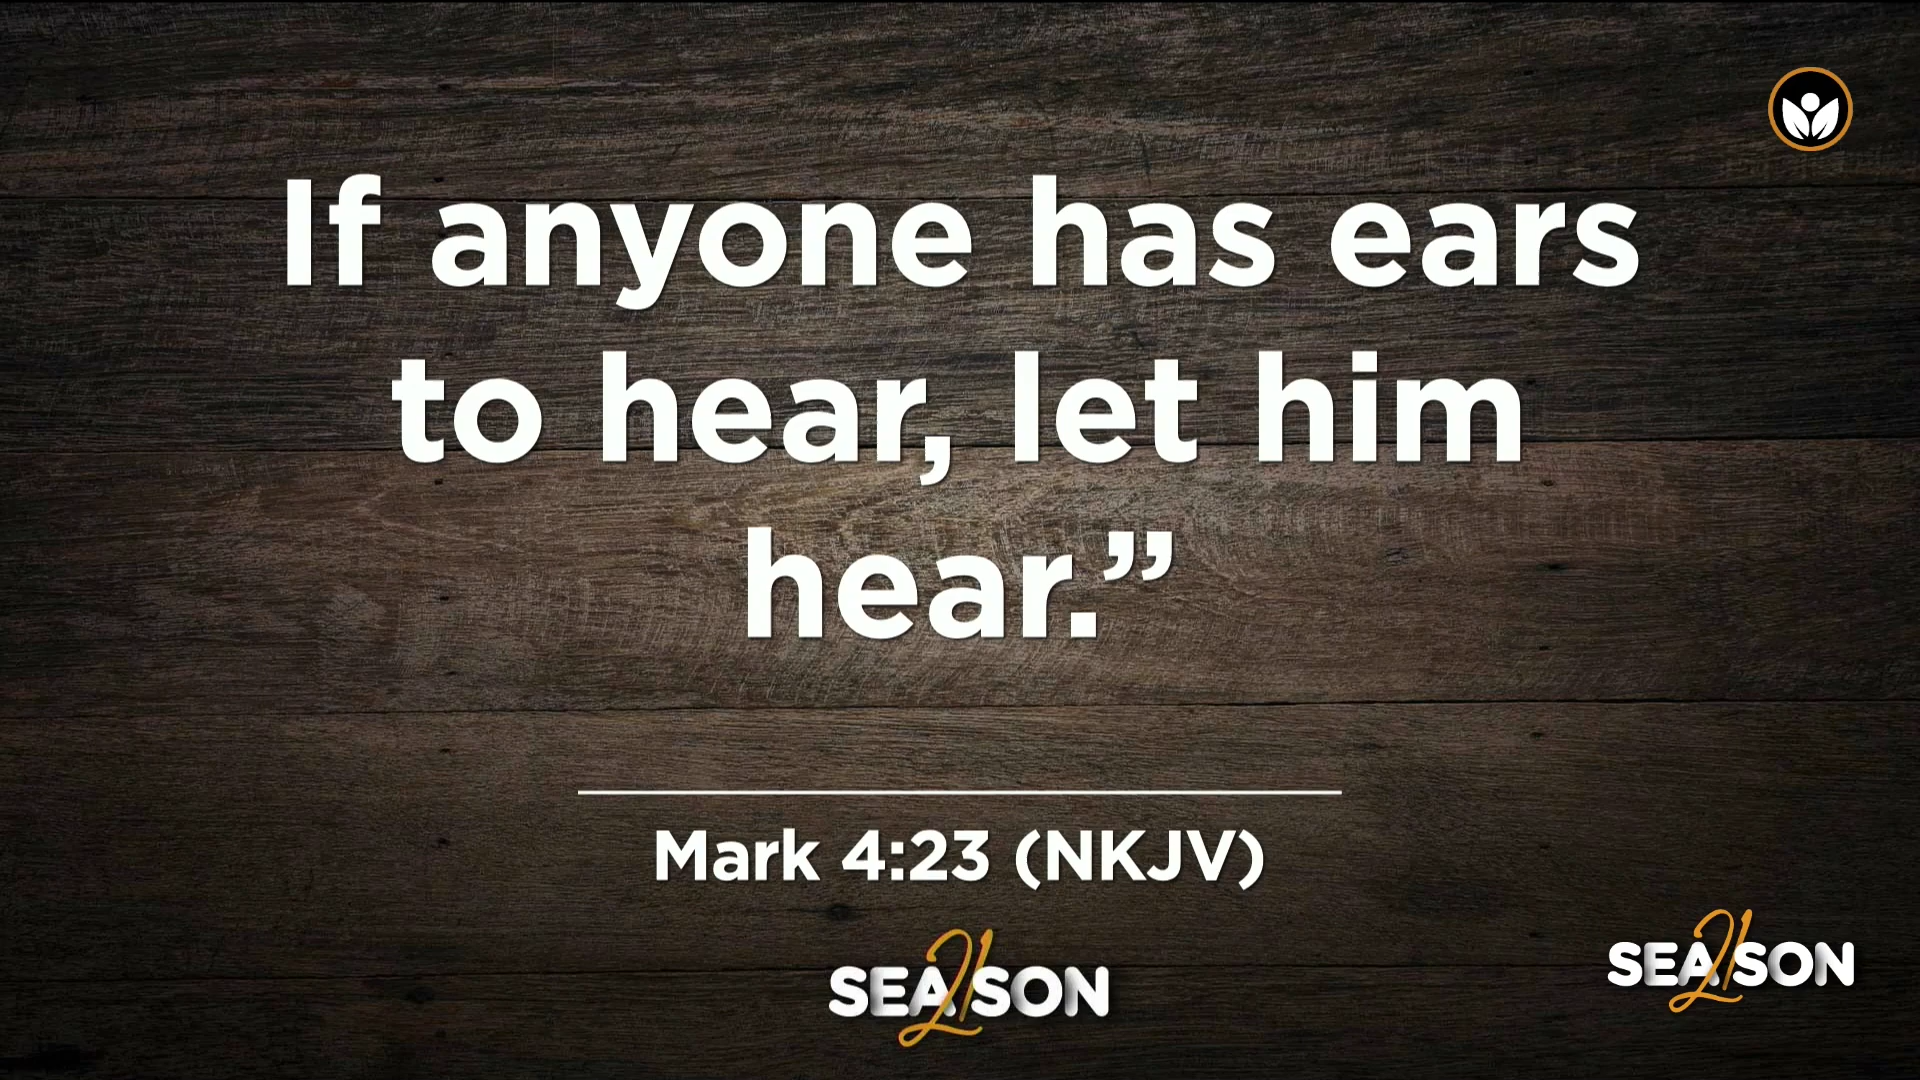 If anyone has ears
to hear, let him
hear.”
Mark 4:23 (NKJV)
SEA21SON
SEA21SON